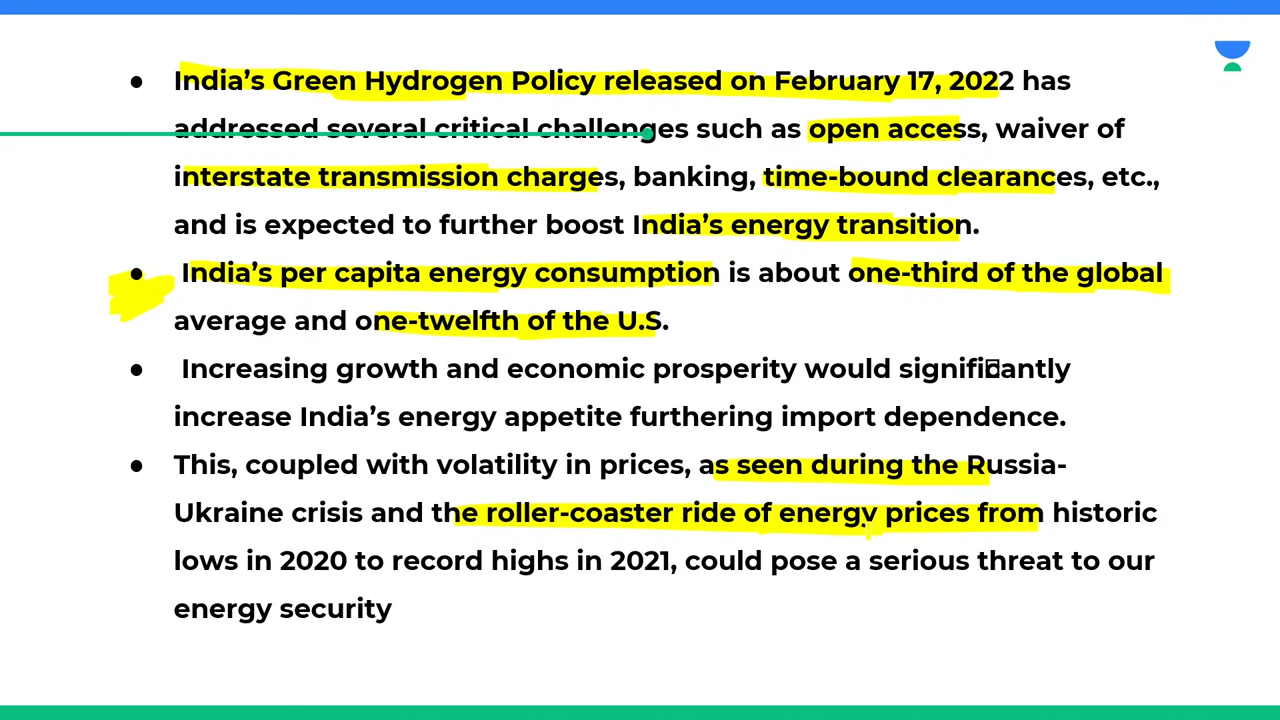 ● India’s Green Hydrogen Policy released on February 17, 2022 has
addressed several critical challenges such as open access, waiver of
interstate transmission charges, banking, time-bound clearances, etc.,
and is expected to further boost India’s energy transition.
● India’s per capita energy consumption is about one-third of the global
average and one-twelfth of the U.S.
● Increasing growth and economic prosperity would significantly
increase India’s energy appetite furthering import dependence.
● This, coupled with volatility in prices, as seen during the Russia-
Ukraine crisis and the roller-coaster ride of energy prices from historic
lows in 2020 to record highs in 2021, could pose a serious threat to our
energy security